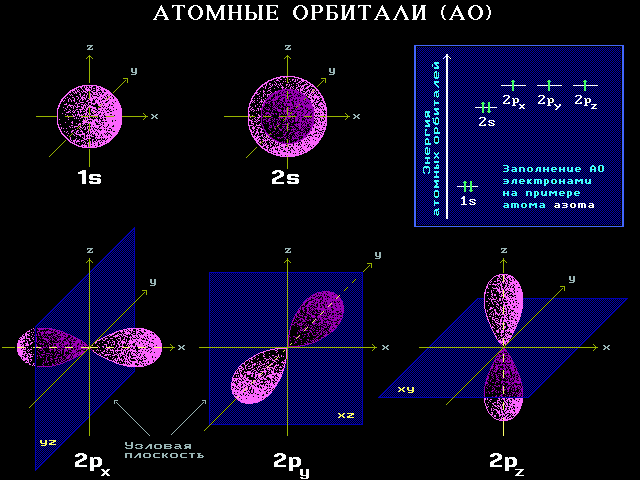 АТОМНЫЕ ОРБИТАЛИ (АО)
z
y
x
1s
z
y
x
2s
Энергия
атомных орбиталей
2px 2py 2pz
2s
1s
Заполнение АО
электронами
на примере
атома азота
z
y
x
yz
2px
z
y
x
xz
2py
z
y
x
xy
2pz
Узловая
плоскость